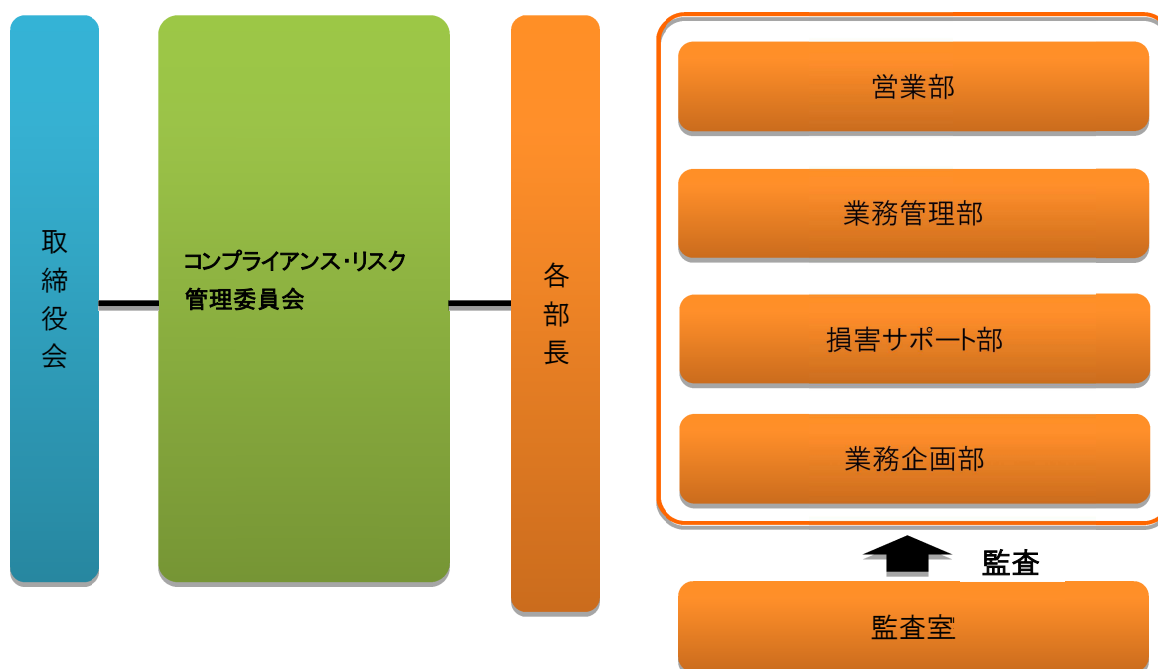 取締役会
コンプライアンス・リスク
管理委員会
各部長
営業部
業務管理部
損害サポート部
業務企画部
監査
監査室